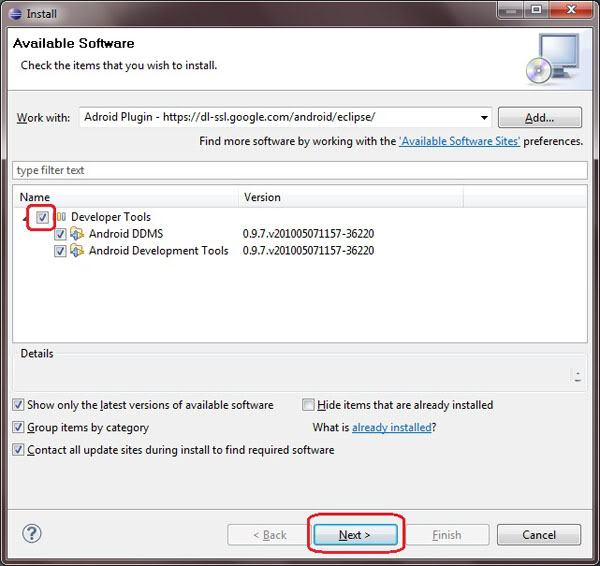 Install
Available Software
Check the items that you wish to install.
Work with: Adroid Plugin - https://dl-ssl.google.com/android/eclipse/ Add...
Find more software by working with the 'Available Software Sites' preferences.
type filter text
Name Version
Developer Tools
Android DDMS 0.9.7.v201005071157-36220
Android Development Tools 0.9.7.v201005071157-36220
Details
Show only the latest versions of available software Hide items that are already installed
Group items by category What is already installed?
Contact all update sites during install to find required software
? < Back Next > Finish Cancel